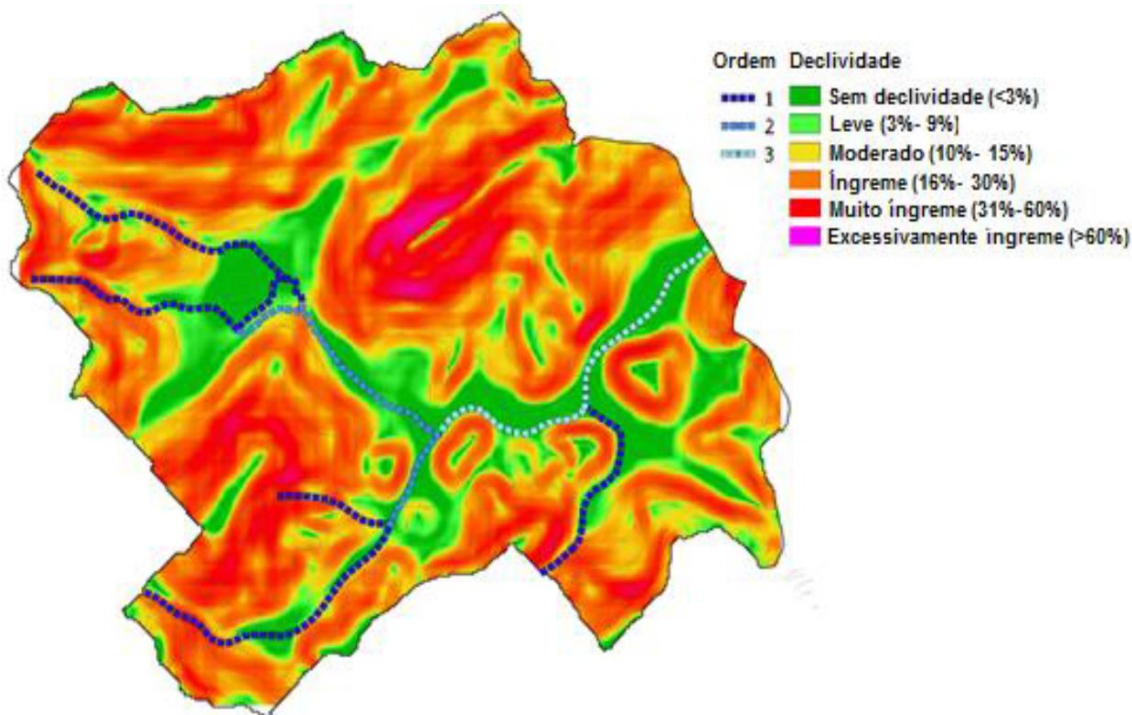 Ordem Declividade
1 Sem declividade (<3%)
2 Leve (3%- 9%)
3 Moderado (10%- 15%)
Íngreme (16%- 30%)
Muito íngreme (31%-60%)
Excessivamente ingreme (>60%)